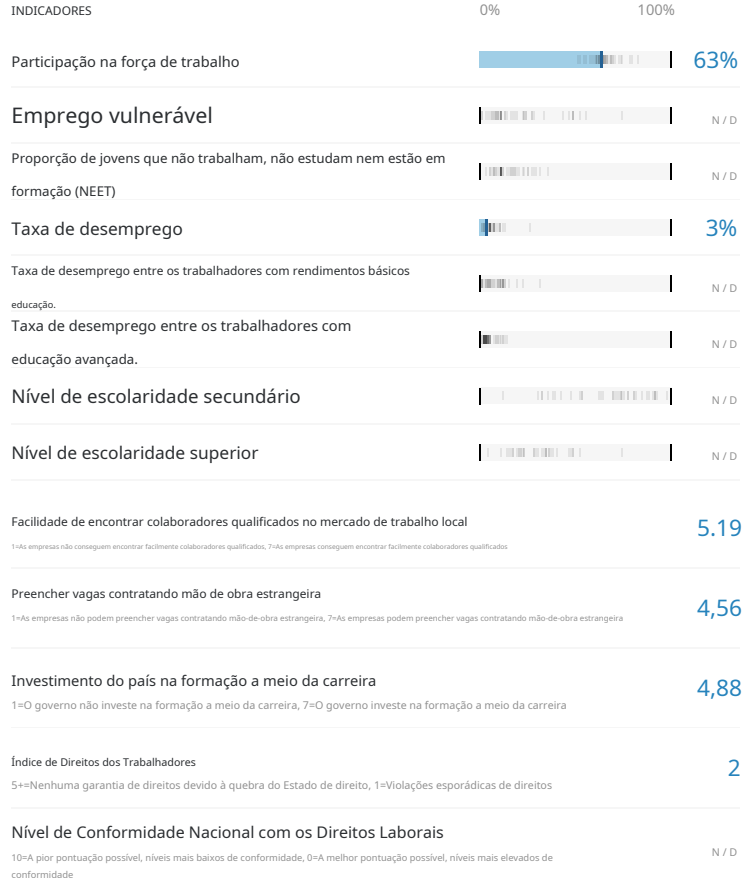 INDICADORES 0% 100%
Participação na força de trabalho 63%
Emprego vulnerável N / D
Proporção de jovens que não trabalham, não estudam nem estão em
formação (NEET) N / D
Taxa de desemprego 3%
Taxa de desemprego entre os trabalhadores com rendimentos básicos
educação. N / D
Taxa de desemprego entre os trabalhadores com
educação avançada. N / D
Nível de escolaridade secundário N / D
Nível de escolaridade superior N / D
Facilidade de encontrar colaboradores qualificados no mercado de trabalho local 5.19
1=As empresas não conseguem encontrar facilmente colaboradores qualificados, 7=As empresas conseguem encontrar facilmente colaboradores qualificados
Preencher vagas contratando mão de obra estrangeira 4,56
1=As empresas não podem preencher vagas contratando mão-de-obra estrangeira, 7=As empresas podem preencher vagas contratando mão-de-obra estrangeira
Investimento do país na formação a meio da carreira 4,88
1=O governo não investe na formação a meio da carreira, 7=O governo investe na formação a meio da carreira
Índice de Direitos dos Trabalhadores 2
5+=Nenhuma garantia de direitos devido à quebra do Estado de direito, 1=Violações esporádicas de direitos
Nível de Conformidade Nacional com os Direitos Laborais N / D
10=A pior pontuação possível, níveis mais baixos de conformidade, 0=A melhor pontuação possível, níveis mais elevados de
conformidade